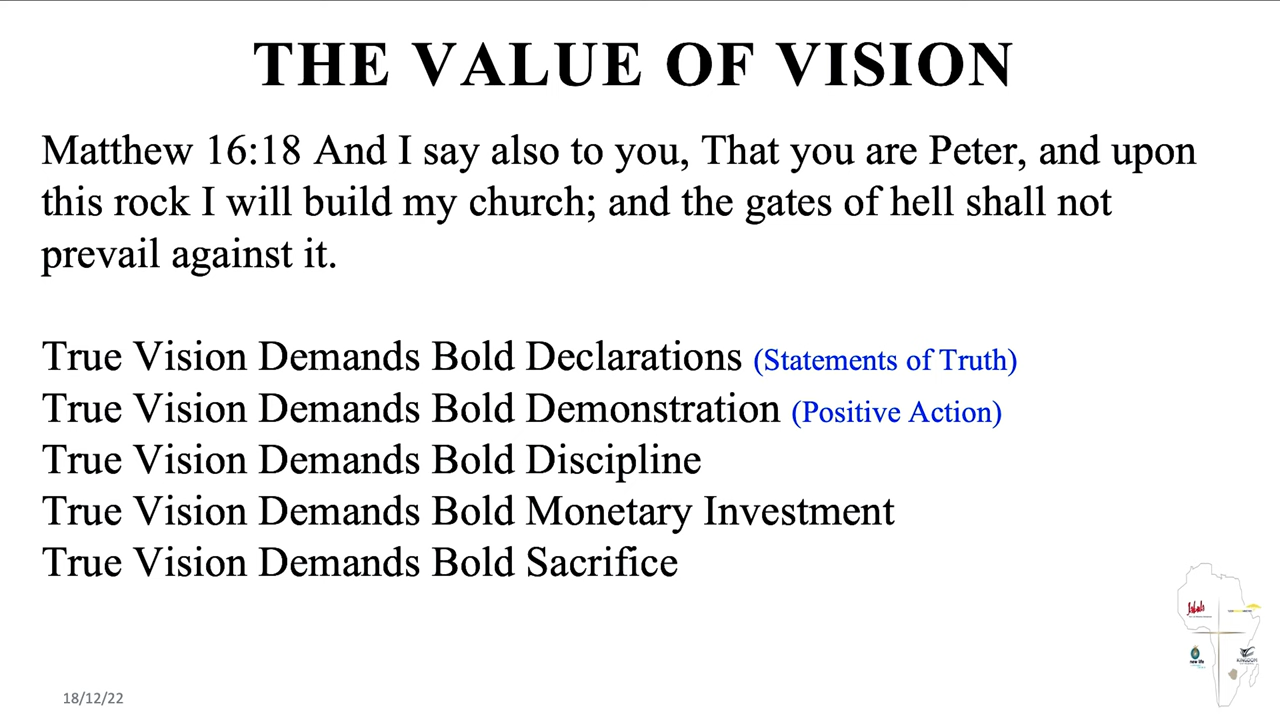 THE VALUE OF VISION
Matthew 16:18 And I say also to you, That you are Peter, and upon
this rock I will build my church; and the gates of hell shall not
prevail against it.
True Vision Demands Bold Declarations (Statements of Truth)
True Vision Demands Bold Demonstration (Positive Action)
True Vision Demands Bold Discipline
True Vision Demands Bold Monetary Investment
True Vision Demands Bold Sacrifice
new life
KINGDOM
18/12/22